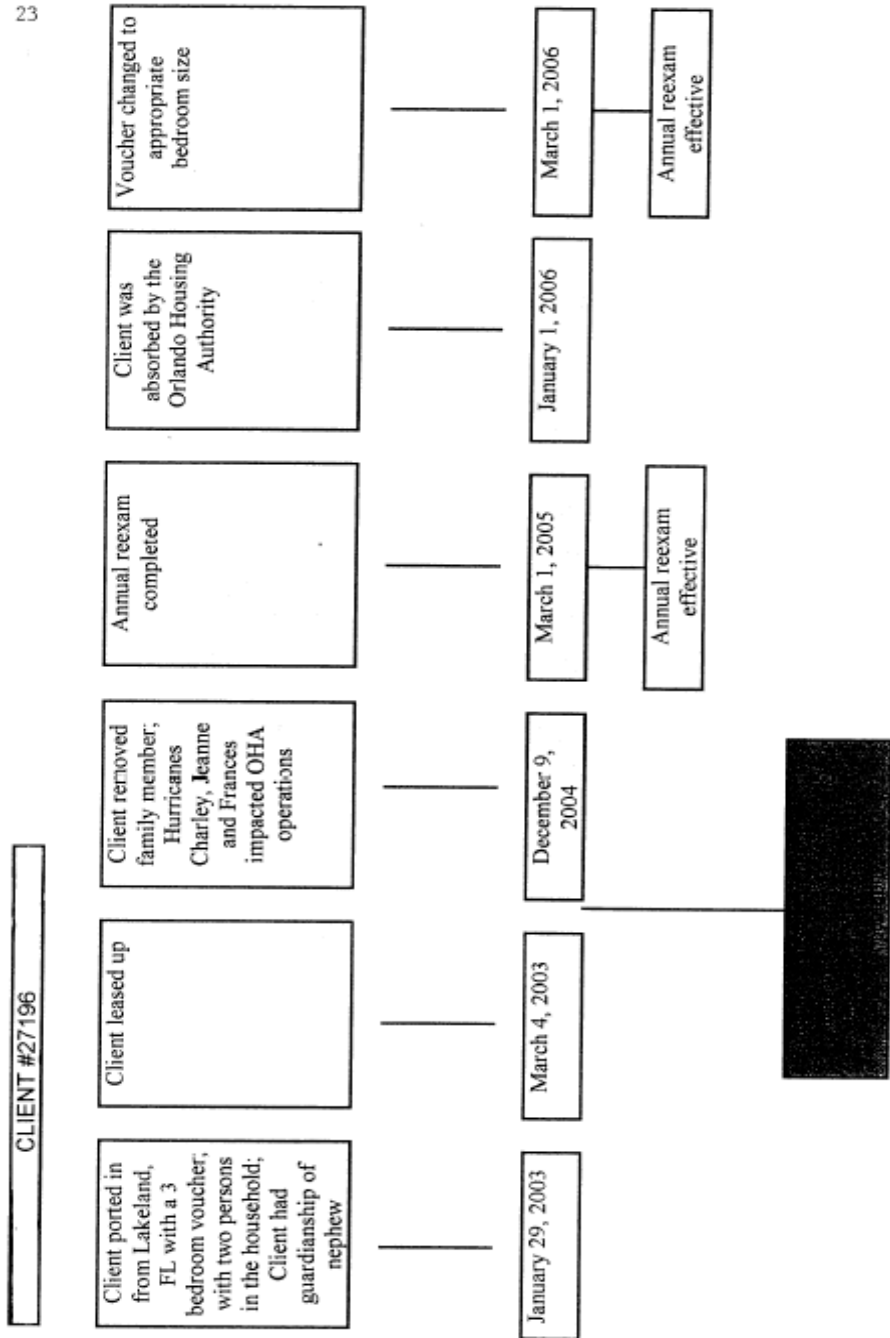 23
CLIENT #27196
Client ported in
from Lakeland,
FL with a 3
bedroom voucher;
with two persons
in the household;
Client had
guardianship of
nephew
January 29, 2003
Client leased up
March 4, 2003
Client removed
family member;
Hurricanes
Charley, Jeanne
and Frances
impacted OHA
operations
December 9,
2004
Annual reexam
completed
March 1, 2005
Annual reexam
effective
Client was
absorbed by the
Orlando Housing
Authority
January 1, 2006
Voucher changed to
appropriate
bedroom size
March 1, 2006
Annual reexam
effective